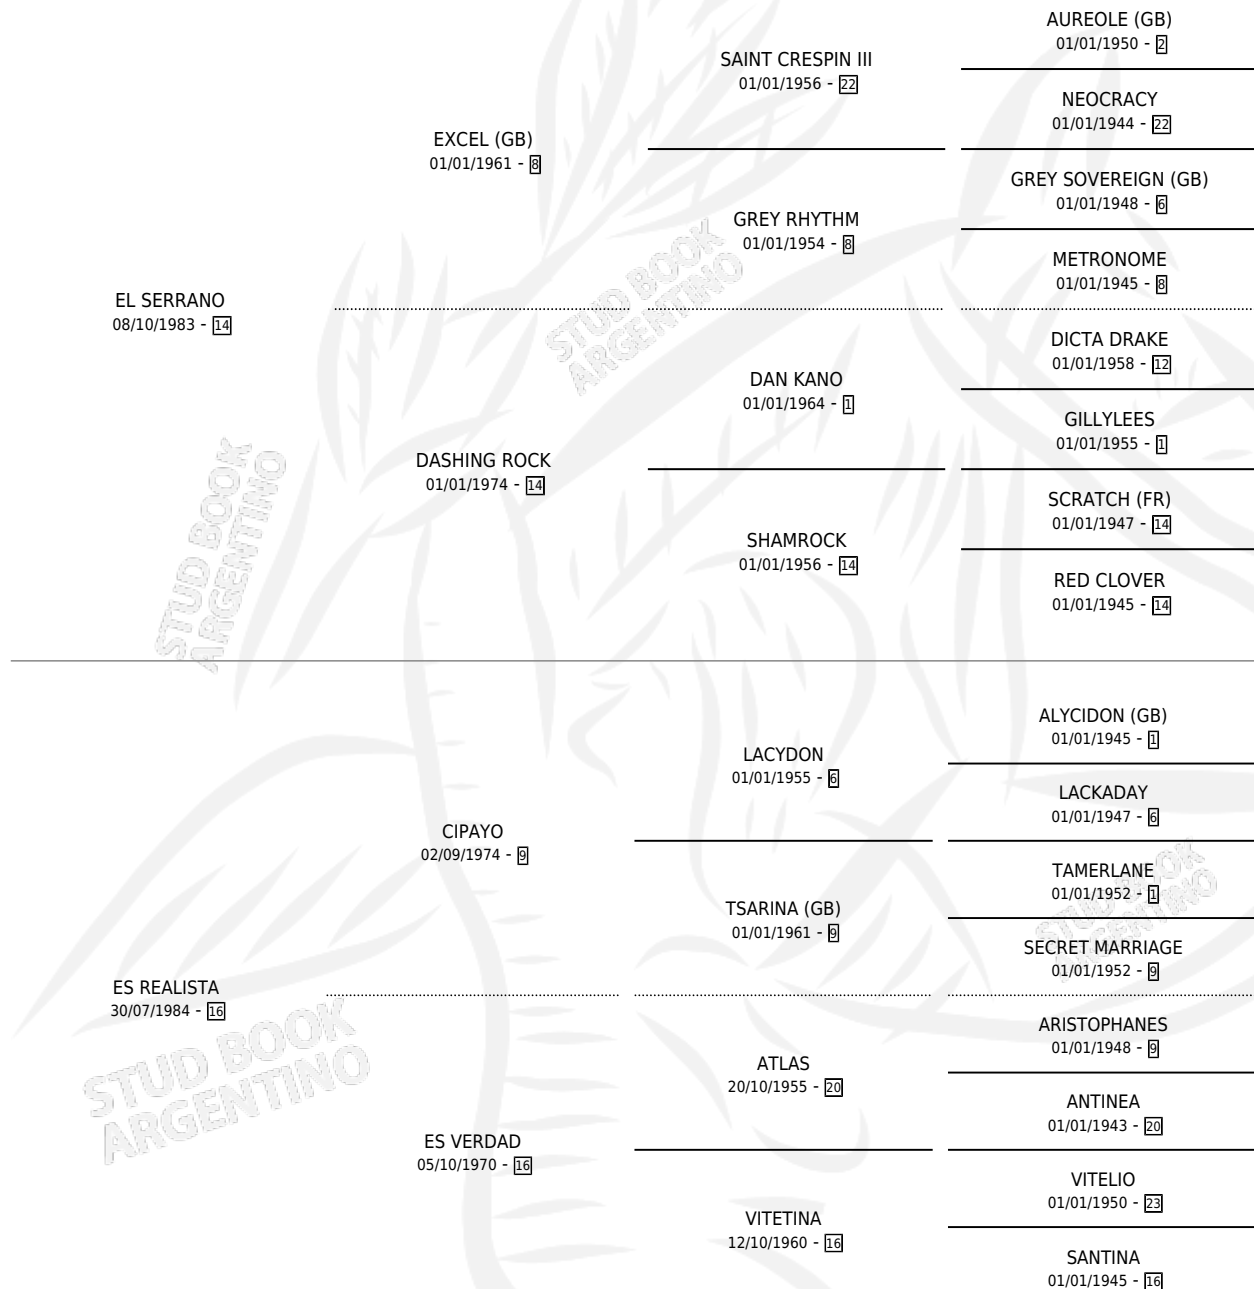 AUREOLE (GB)
01/01/1950 - 2
SAINT CRESPIN III
01/01/1956 - 22
NEOCRACY
01/01/1944 - 22
EXCEL (GB)
01/01/1961 - 8
GREY SOVEREIGN (GB)
01/01/1948 - 6
GREY RHYTHM
01/01/1954 - 8
METRONOME
01/01/1945 - 8
EL SERRANO
08/10/1983 - 14
DICTA DRAKE
01/01/1958 - 12
DAN KANO
01/01/1964 - 1
GILLYLEES
01/01/1955 - 1
DASHING ROCK
01/01/1974 - 14
SCRATCH (FR)
01/01/1947 - 14
SHAMROCK
01/01/1956 - 14
RED CLOVER
01/01/1945 - 14
ALYCIDON (GB)
01/01/1945 - 1
LACYDON
01/01/1955 - 6
LACKADAY
01/01/1947 - 6
CIPAYO
02/09/1974 - 9
TAMERLANE
01/01/1952 - 1
TSARINA (GB)
01/01/1961 - 9
SECRET MARRIAGE
01/01/1952 - 9
ES REALISTA
30/07/1984 - 16
ARISTOPHANES
01/01/1948 - 9
ATLAS
20/10/1955 - 20
ANTINEA
01/01/1943 - 20
ES VERDAD
05/10/1970 - 16
VITELIO
01/01/1950 - 23
VITETINA
12/10/1960 - 16
SANTINA
01/01/1945 - 16
STUD BOOK
ARGENTINO
STUD BOOK
ARGENTINO
STUD BOOK
ARGENTINO
STUD BOOK
ARGENTINO